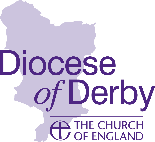 Diocese
of Derby
THE CHURCH
OF ENGLAND